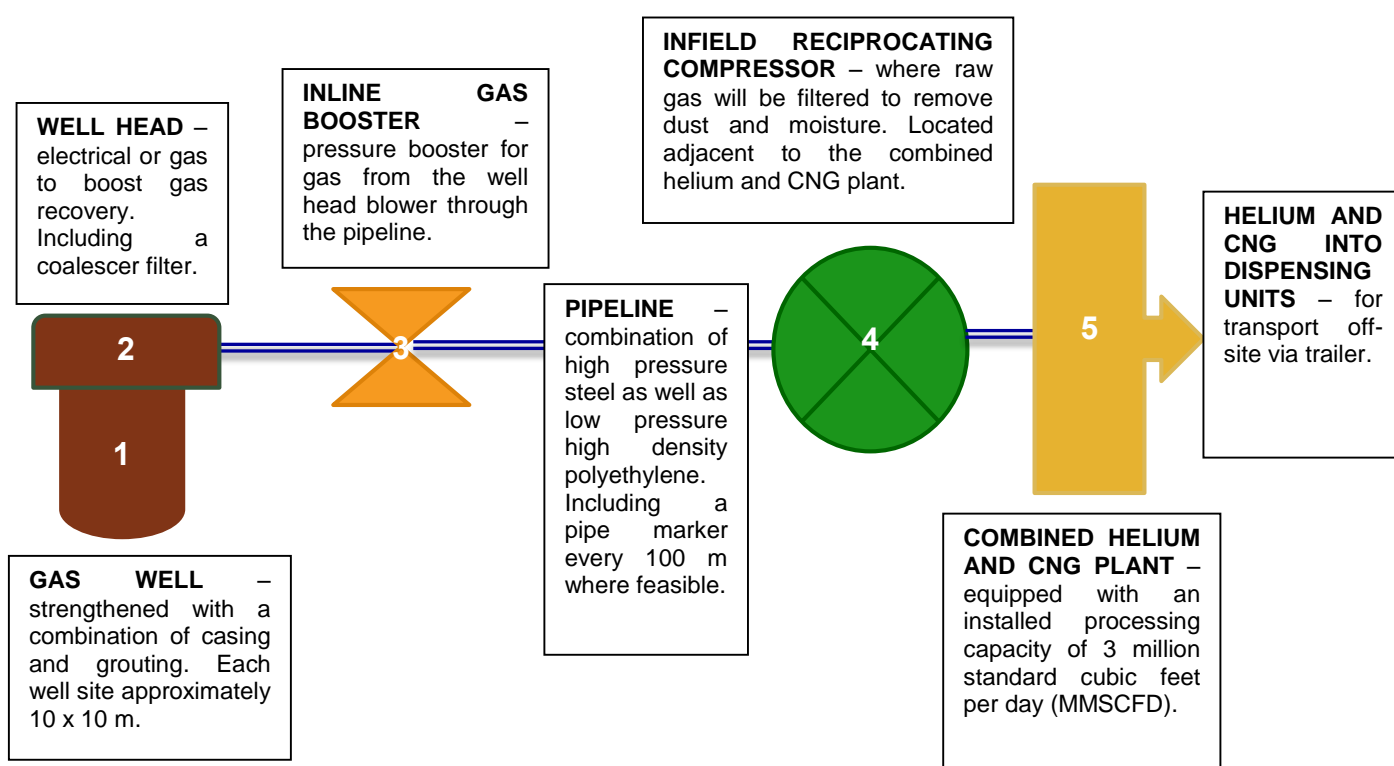 WELL HEAD –
electrical or gas
to boost gas
recovery.
Including a
coalescer filter.
INLINE GAS
BOOSTER –
pressure booster for
gas from the well
head blower through
the pipeline.
INFIELD RECIPROCATING
COMPRESSOR – where raw
gas will be filtered to remove
dust and moisture. Located
adjacent to the combined
helium and CNG plant.
HELIUM AND
CNG INTO
DISPENSING
UNITS – for
transport off-
site via trailer.
2
3
4
5
1
PIPELINE –
combination of
high pressure
steel as well as
low pressure
high density
polyethylene.
Including a
pipe marker
every 100 m
where feasible.
GAS WELL –
strengthened with a
combination of casing
and grouting. Each
well site approximately
10 x 10 m.
COMBINED HELIUM
AND CNG PLANT –
equipped with an
installed processing
capacity of 3 million
standard cubic feet
per day (MMSCFD).